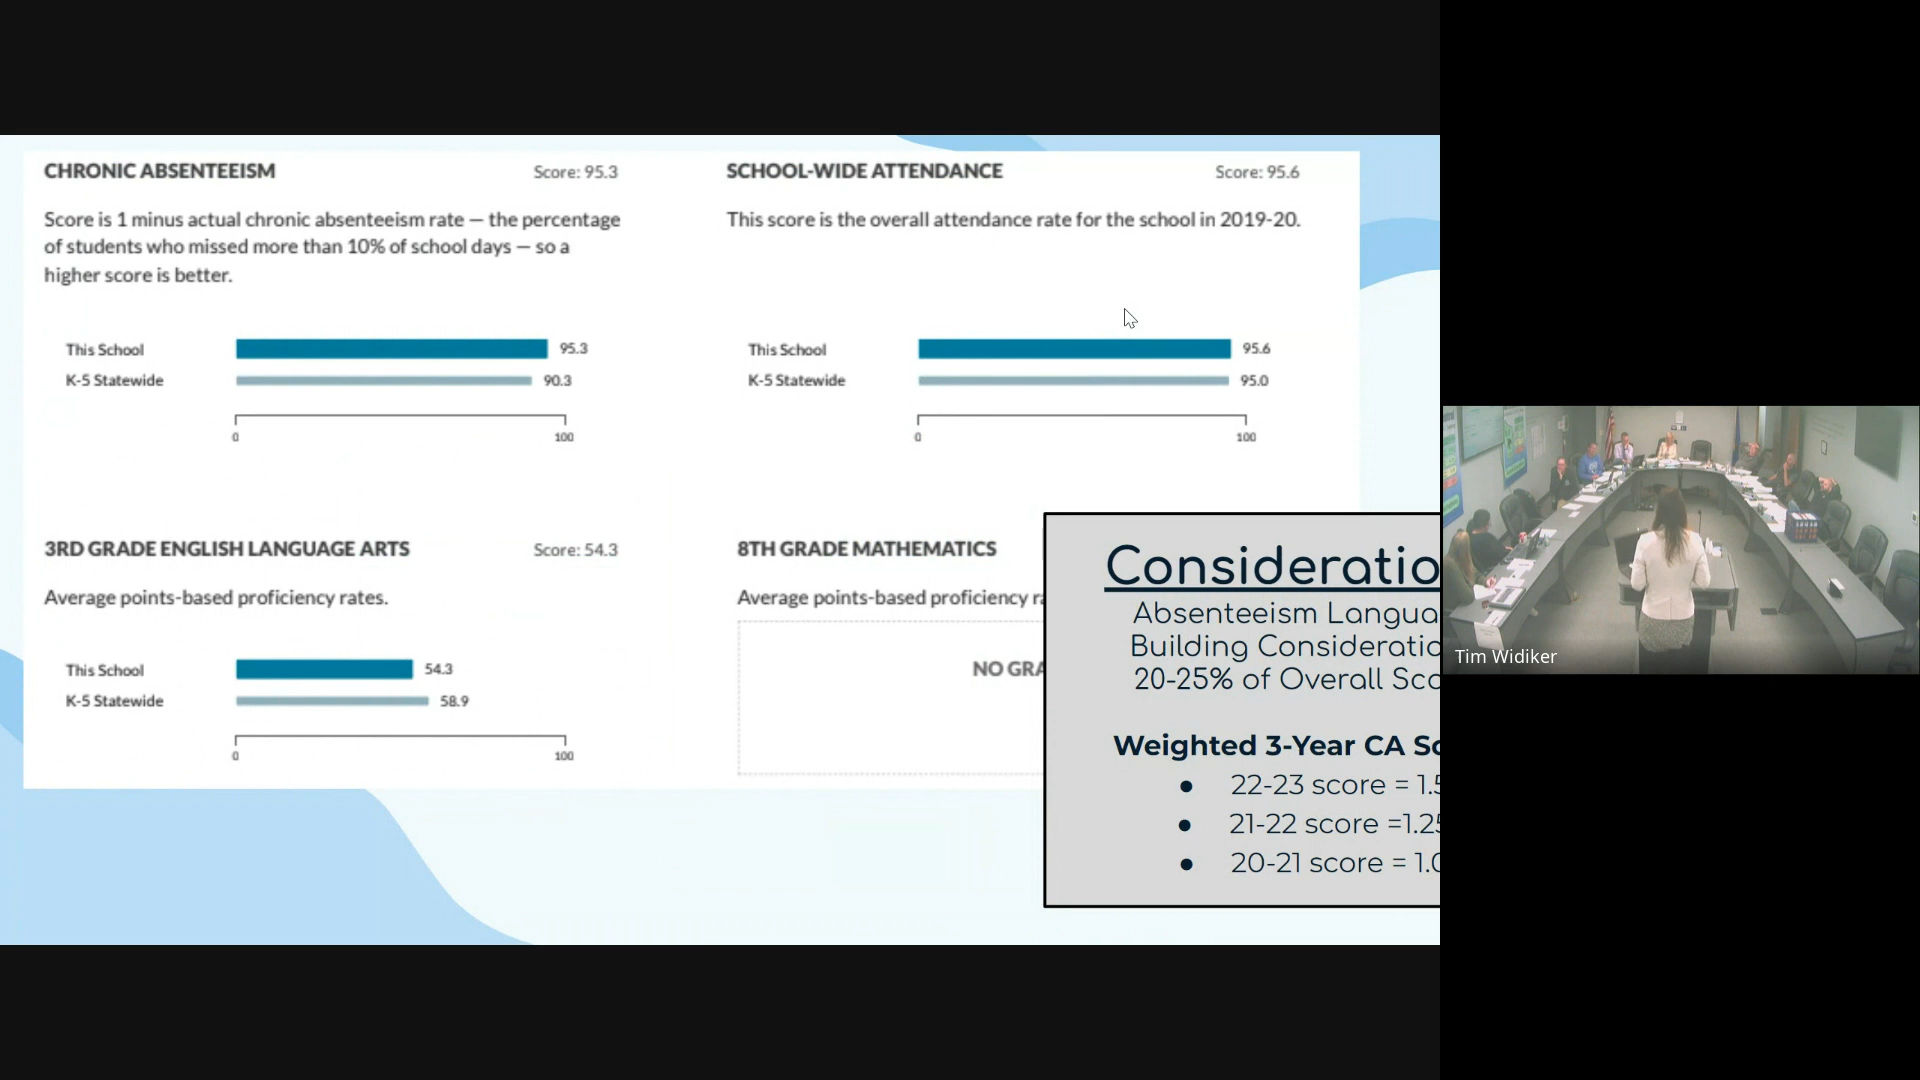 CHRONIC ABSENTEEISM
Score: 95.3
Score is 1 minus actual chronic absenteeism rate — the percentage
of students who missed more than 10% of school days — so a
higher score is better.
This School
95.3
K-5 Statewide
90.3
0
100
SCHOOL-WIDE ATTENDANCE
Score: 95.6
This score is the overall attendance rate for the school in 2019-20.
This School
95.6
K-5 Statewide
95.0
0
100
3RD GRADE ENGLISH LANGUAGE ARTS
Score: 54.3
Average points-based proficiency rates.
This School
54.3
K-5 Statewide
58.9
0
100
8TH GRADE MATHEMATICS
Average points-based proficiency ra
NO GRA
Consideratio
Absenteeism Langua
Building Consideratio
20-25% of Overall Sco
Weighted 3-Year CA Sc
● 22-23 score = 1.5
● 21-22 score =1.25
● 20-21 score = 1.0
Tim Widiker